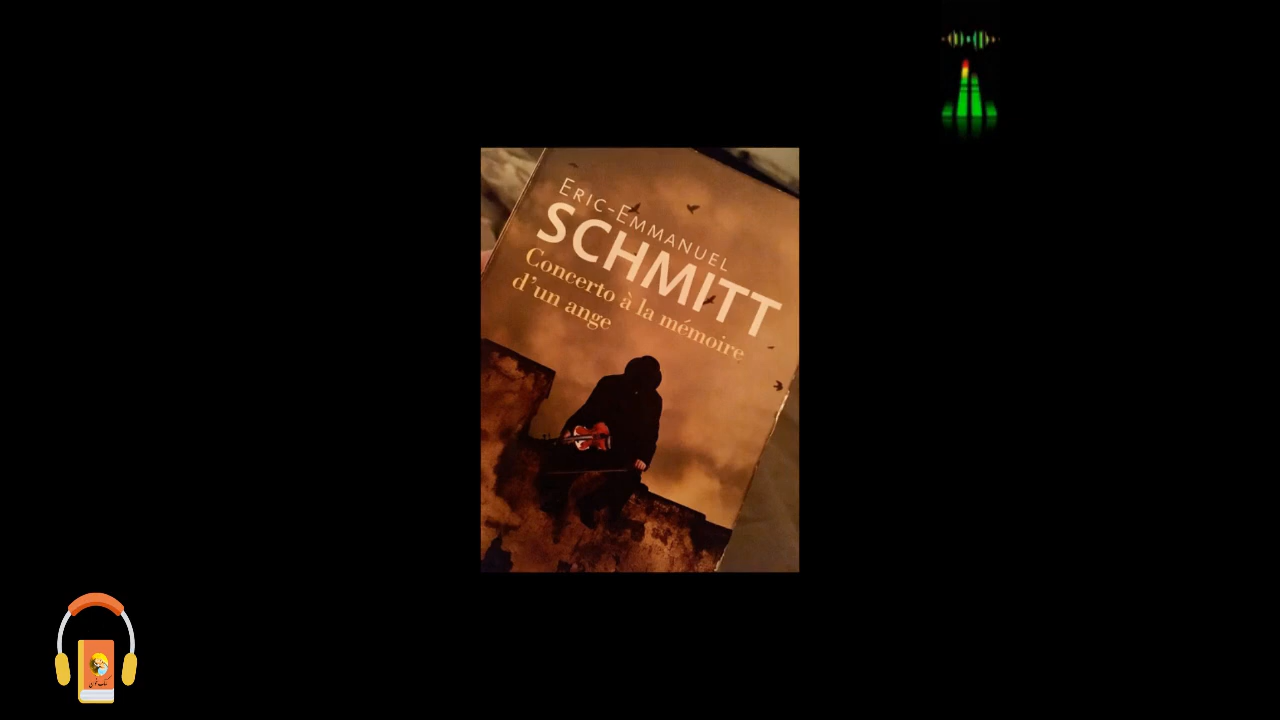 ERIC-EMMANUEL
SCHMITT
Concerto à la mémoire
d'un ange